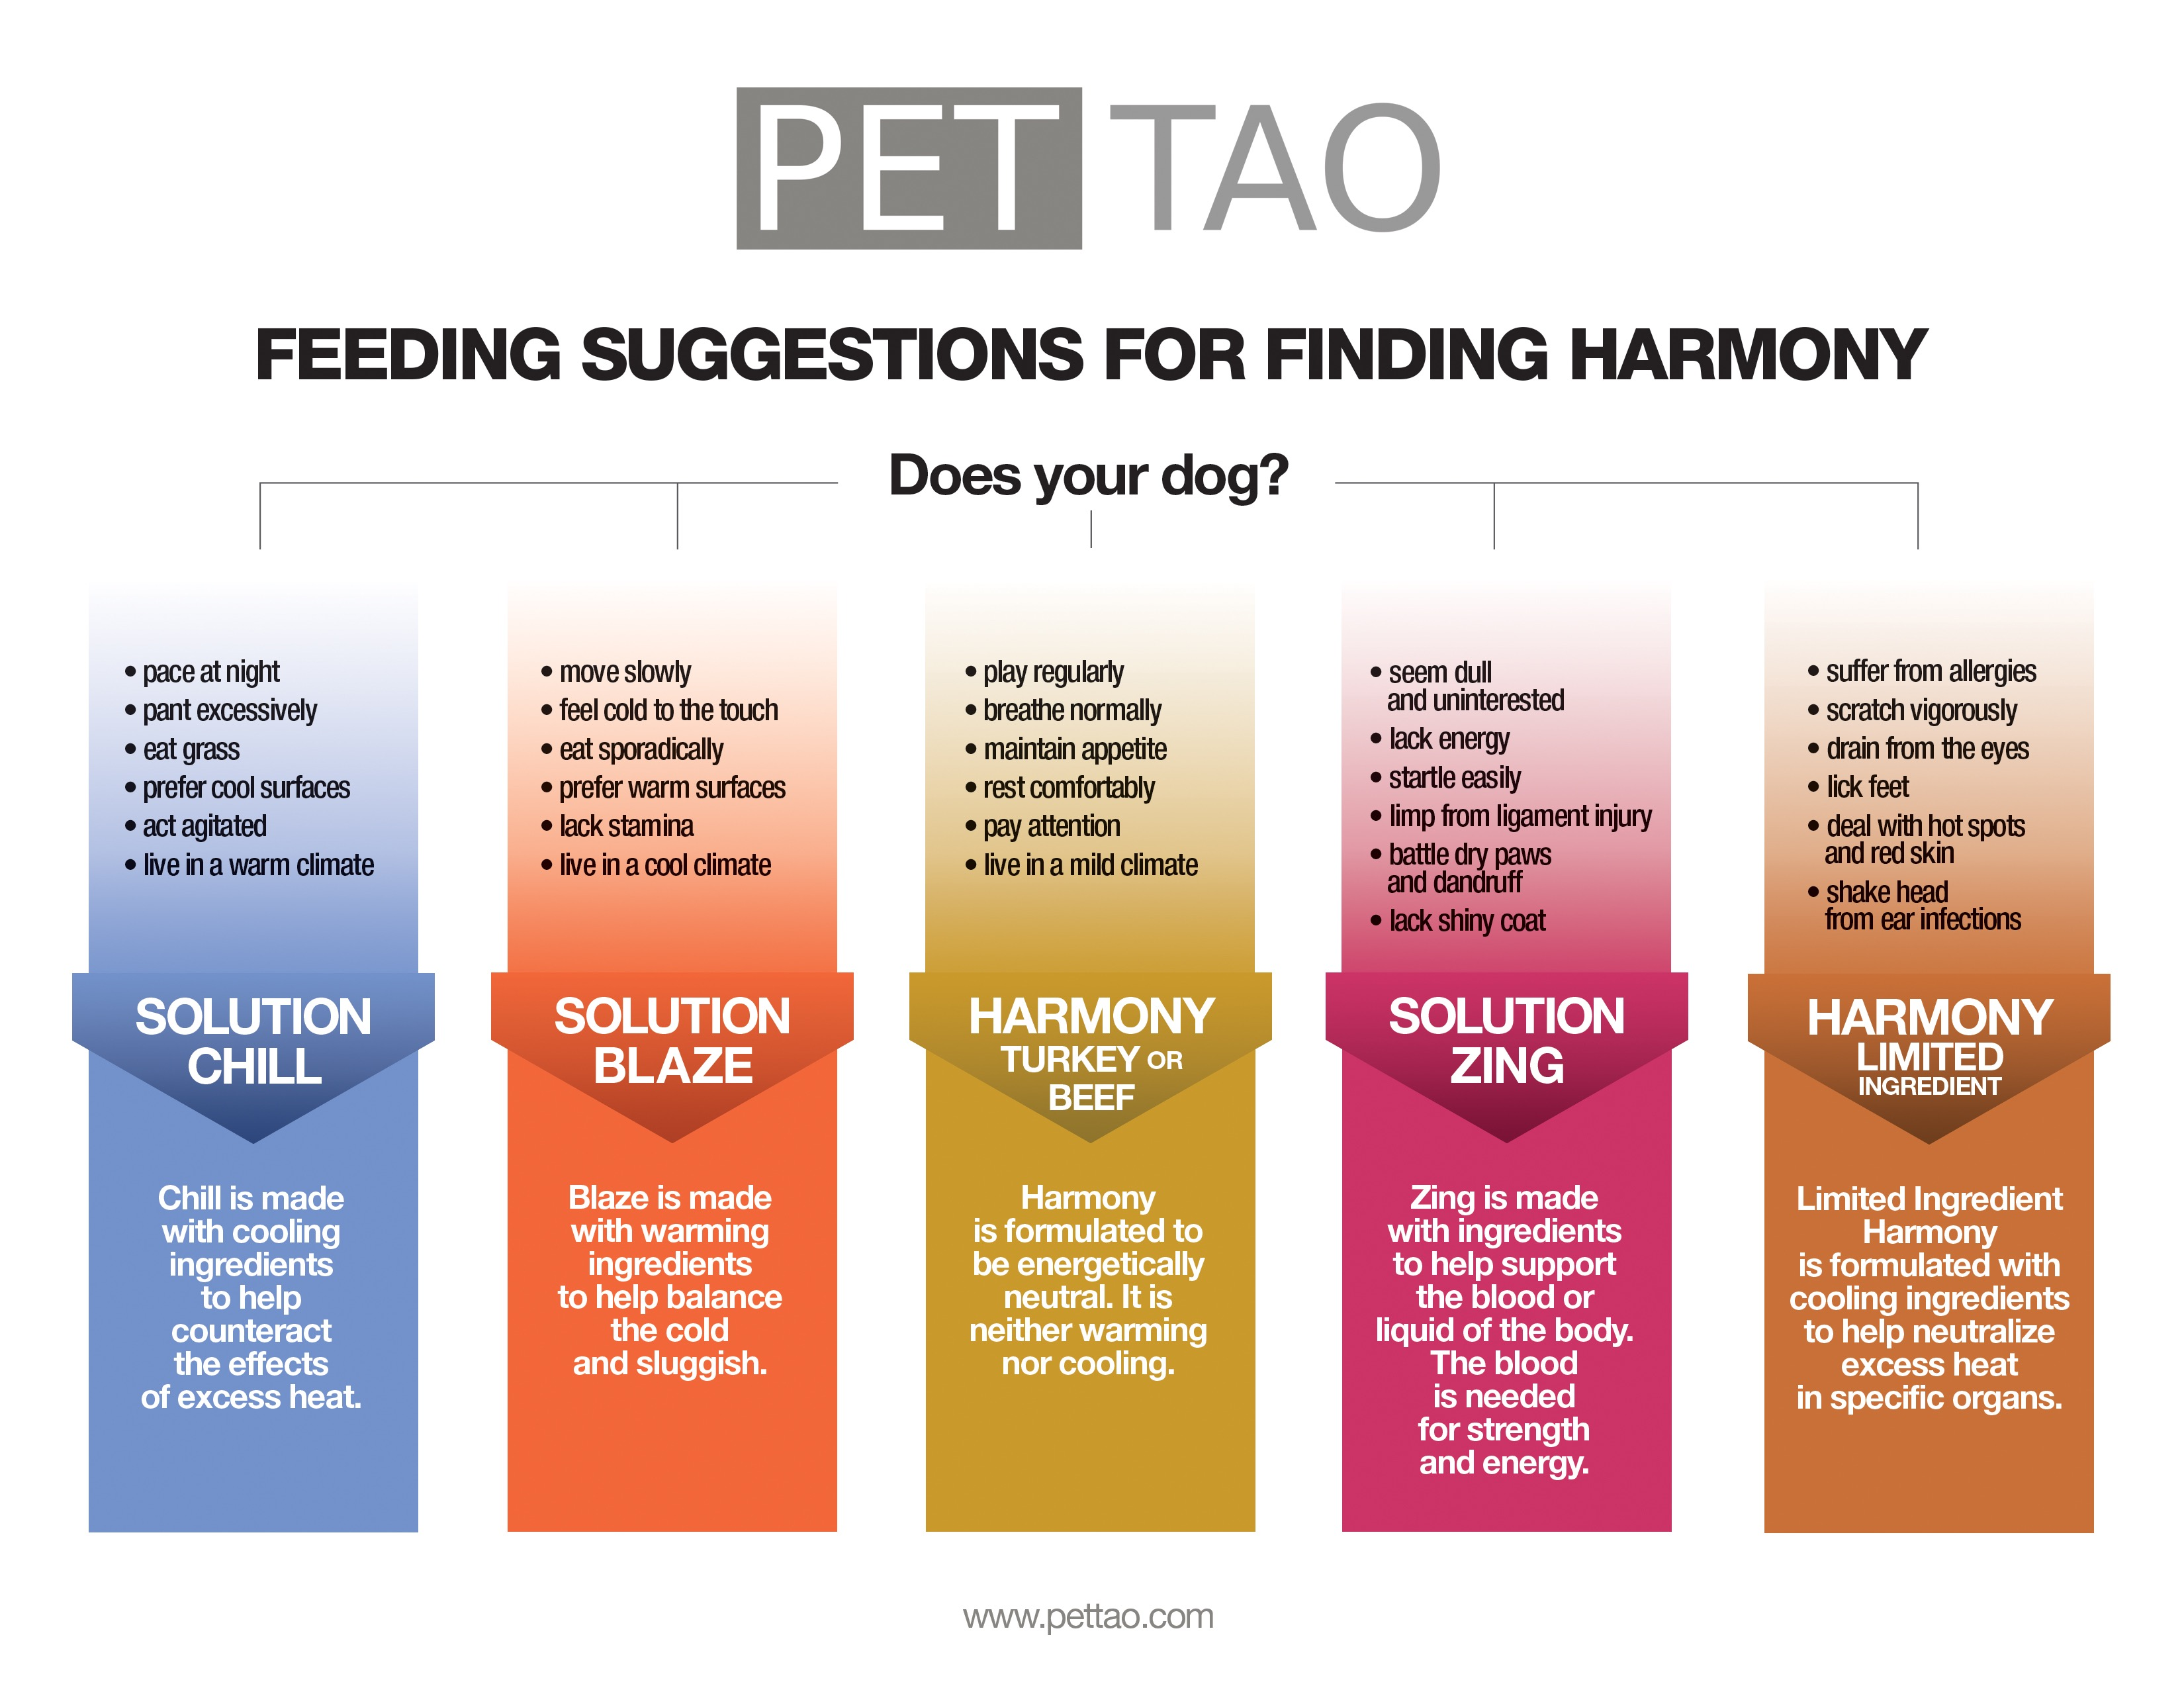 PET TAO
FEEDING SUGGESTIONS FOR FINDING HARMONY
Does your dog?
• pace at night
• pant excessively
• eat grass
• prefer cool surfaces
• act agitated
• live in a warm climate
SOLUTION
CHILL
Chill is made
with cooling
ingredients
to help
counteract
the effects
of excess heat.
• move slowly
• feel cold to the touch
• eat sporadically
• prefer warm surfaces
• lack stamina
• live in a cool climate
SOLUTION
BLAZE
Blaze is made
with warming
ingredients
to help balance
the cold
and sluggish.
• play regularly
• breathe normally
• maintain appetite
• rest comfortably
• pay attention
• live in a mild climate
HARMONY
TURKEY OR
BEEF
Harmony
is formulated to
be energetically
neutral. It is
neither warming
nor cooling.
• seem dull
and uninterested
• lack energy
• startle easily
• limp from ligament injury
• battle dry paws
and dandruff
• lack shiny coat
SOLUTION
ZING
Zing is made
with ingredients
to help support
the blood or
liquid of the body.
The blood
is needed
for strength
and energy.
• suffer from allergies
• scratch vigorously
• drain from the eyes
• lick feet
• deal with hot spots
and red skin
• shake head
from ear infections
HARMONY
LIMITED
INGREDIENT
Limited Ingredient
Harmony
is formulated with
cooling ingredients
to help neutralize
excess heat
in specific organs.
www.pettao.com